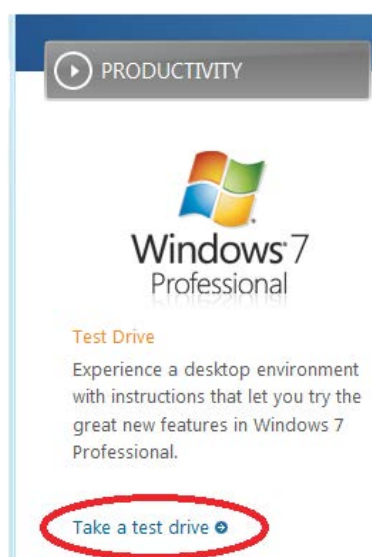 PRODUCTIVITY
Windows 7
Professional
Test Drive
Experience a desktop environment
with instructions that let you try the
great new features in Windows 7
Professional.
Take a test drive